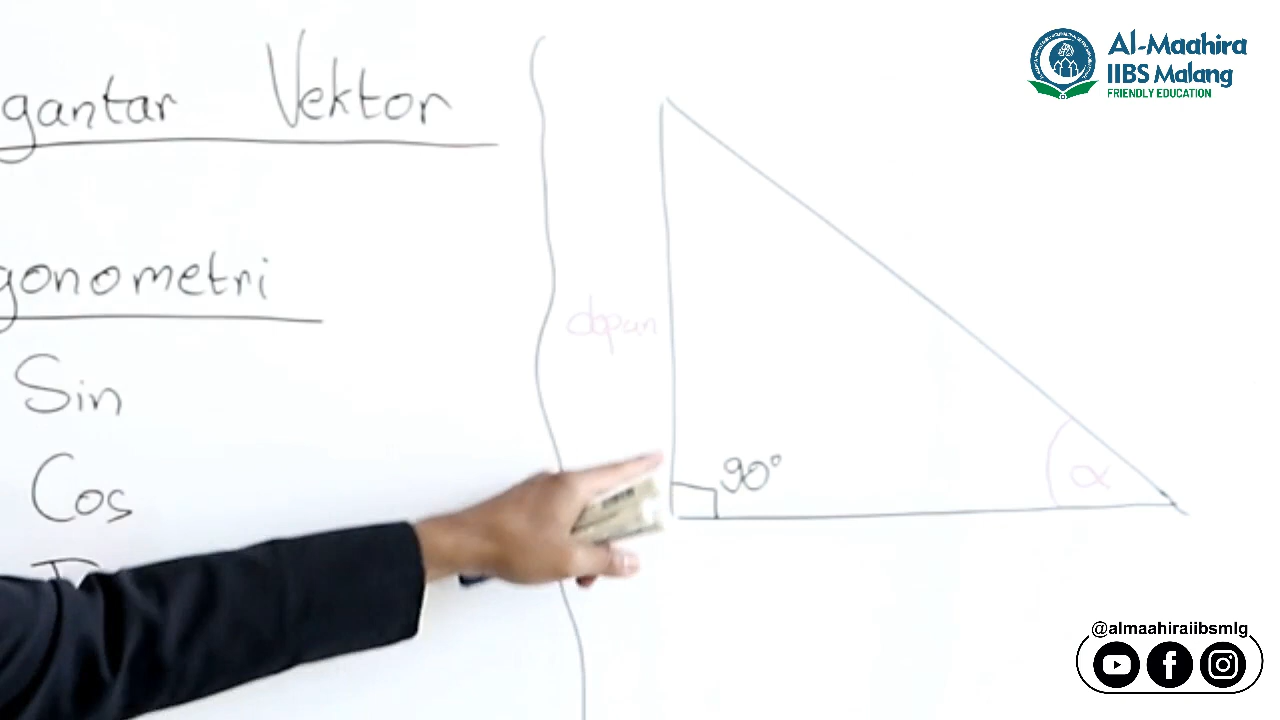 gantar Vektor
gonometri
Sin
Cos
depan
90°
α
Al-Maahira
IIBS Malang
FRIENDLY EDUCATION
@almaahiraiibsmlg